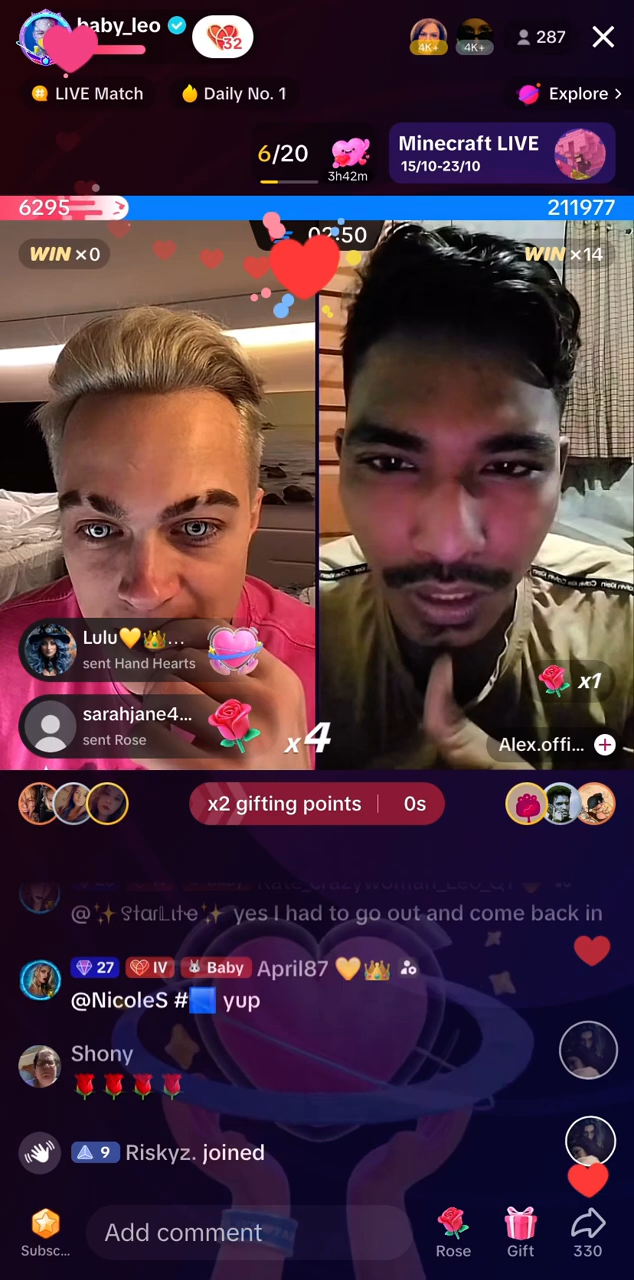 baby_leo
32
4K+
4K+
287
LIVE Match
Daily No. 1
Explore >
6/20
3h42m
Minecraft LIVE
15/10-23/10
6295
211977
WIN ×0
:50
WIN ×14
Lulu💛👑...
sent Hand Hearts
sarahjane4...
sent Rose
x4
x1
Alex.offi...
x2 gifting points
0s
@✨StarLite✨ yes I had to go out and come back in
27 IV Baby April87 💛👑
@NicoleS #🟦 yup
Shony
🌹🌹🌹🌹
9 Riskyz. joined
Subsc...
Add comment
Rose
Gift
330